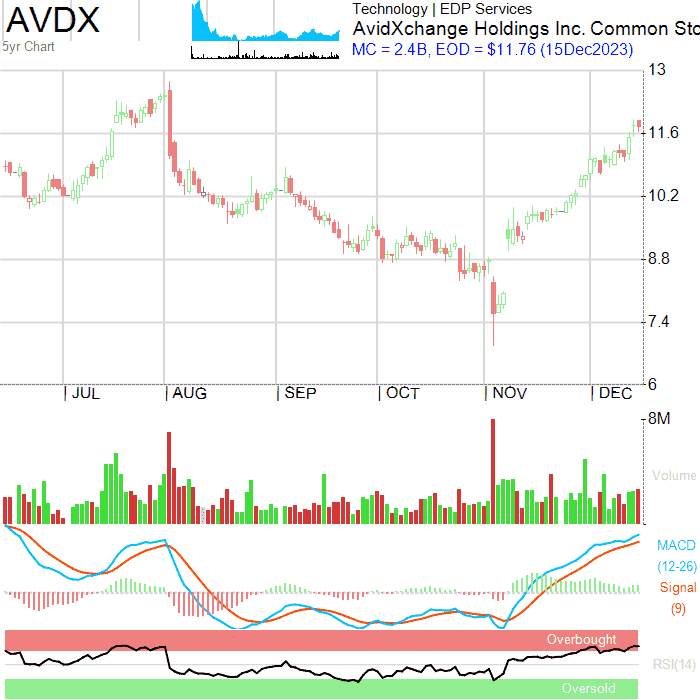 AVDX
5yr Chart
Technology | EDP Services
AvidXchange Holdings Inc. Common Sto
MC = 2.4B, EOD = $11.76 (15Dec2023)
13
11.6
10.2
8.8
7.4
6
| JUL | AUG | SEP | OCT | NOV | DEC
8M
Volume
MACD
(12-26)
Signal
(9)
Overbought
RSI(14)
Oversold